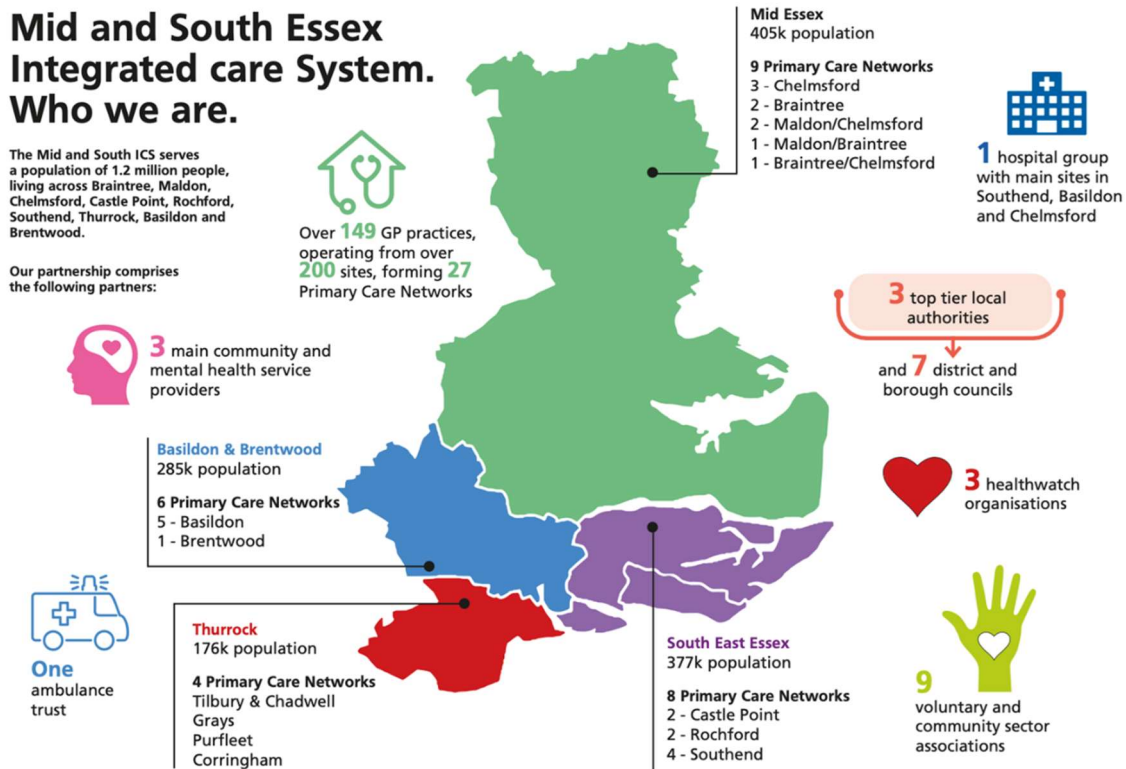 Mid and South Essex
Integrated care System.
Who we are.
The Mid and South ICS serves
a population of 1.2 million people,
living across Braintree, Maldon,
Chelmsford, Castle Point, Rochford,
Southend, Thurrock, Basildon and
Brentwood.
Our partnership comprises
the following partners:
Over 149 GP practices,
operating from over
200 sites, forming 27
Primary Care Networks
Mid Essex
405k population
9 Primary Care Networks
3 - Chelmsford
2 - Braintree
2 - Maldon/Chelmsford
1 - Maldon/Braintree
1 - Braintree/Chelmsford
1 hospital group
with main sites in
Southend, Basildon
and Chelmsford
3 top tier local
authorities
and 7 district and
borough councils
3 main community and
mental health service
providers
Basildon & Brentwood
285k population
6 Primary Care Networks
5 - Basildon
1 - Brentwood
3 healthwatch
organisations
One
ambulance
trust
Thurrock
176k population
4 Primary Care Networks
Tilbury & Chadwell
Grays
Purfleet
Corringham
South East Essex
377k population
8 Primary Care Networks
2 - Castle Point
2 - Rochford
4 - Southend
9
voluntary and
community sector
associations